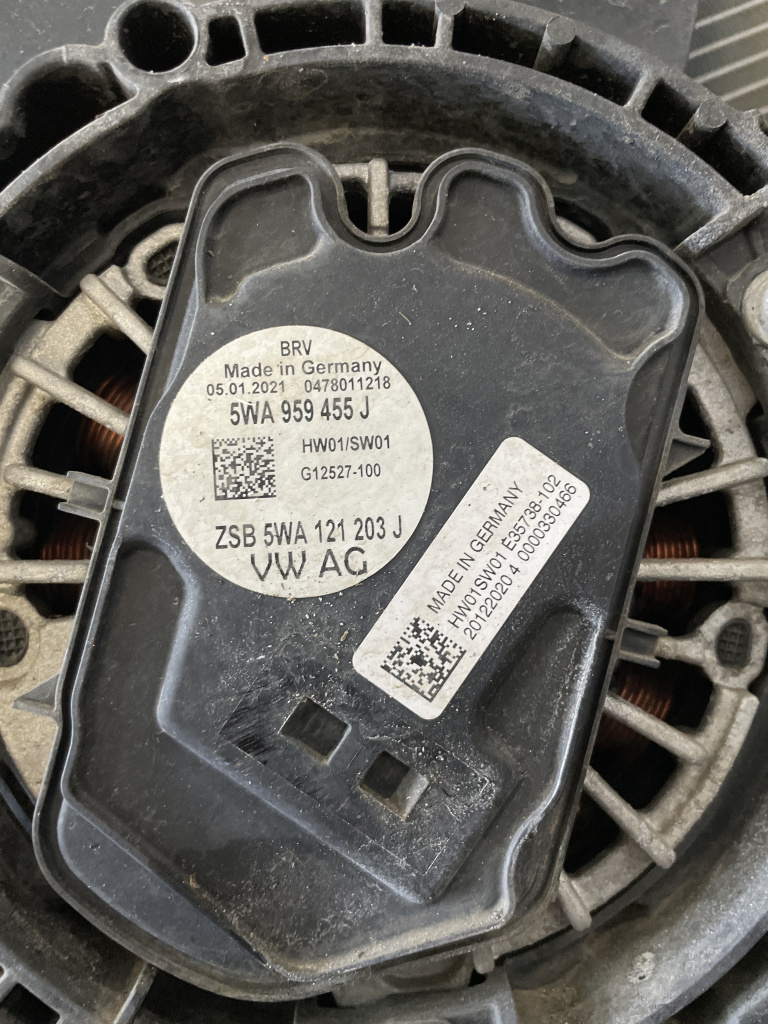 BRV
Made in Germany
05.01.2021 0478011218
5WA 959 455 J
HW01/SW01
G12527-100
ZSB 5WA 121 203 J
VW AG
MADE IN GERMANY
HW01SW01 E35738-102
20122020 4 0000330466